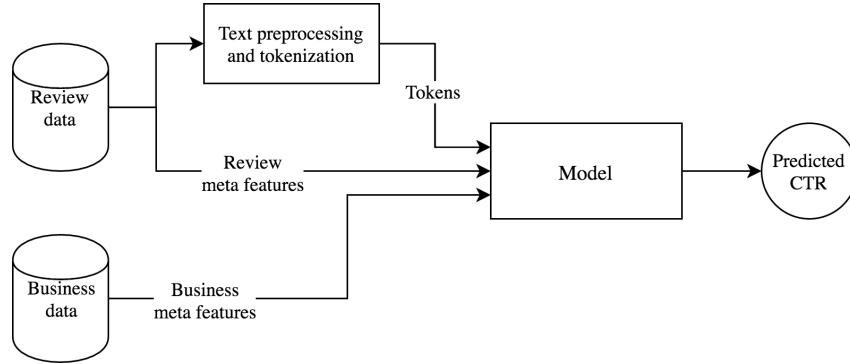 Text preprocessing
and tokenization
Review
data
Tokens
Review
meta features
Model
Predicted
CTR
Business
data
Business
meta features